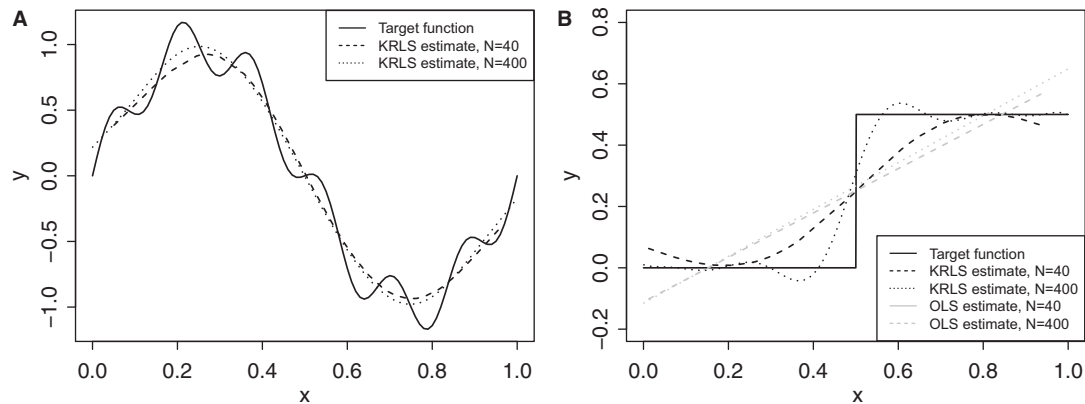 A
Target function
KRLS estimate, N=40
KRLS estimate, N=400
y
1.0
0.5
0.0
−0.5
−1.0
0.0 0.2 0.4 0.6 0.8 1.0
x
B
y
0.8
0.6
0.4
0.2
0.0
−0.2
Target function
KRLS estimate, N=40
KRLS estimate, N=400
OLS estimate, N=40
OLS estimate, N=400
0.0 0.2 0.4 0.6 0.8 1.0
x